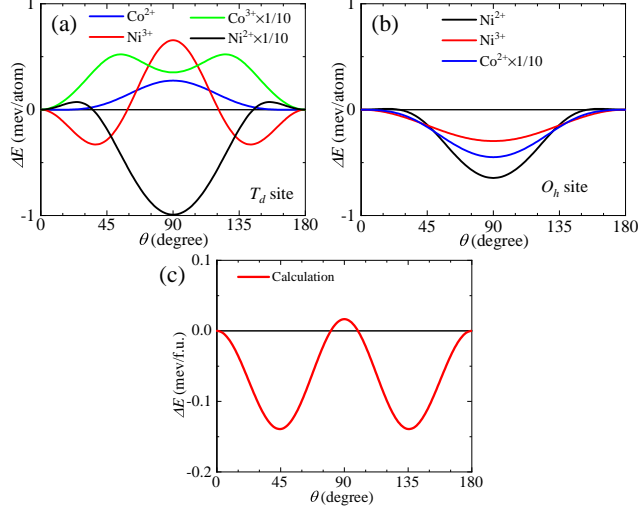 (a)
Co²⁺
Co³⁺×1/10
Ni³⁺
Ni²⁺×1/10
1
0
-1
ΔE (mev/atom)
T_d site
0 45 90 135 180
θ (degree)
(b)
Ni²⁺
Ni³⁺
Co²⁺×1/10
1
0
-1
ΔE (mev/atom)
O_h site
0 45 90 135 180
θ (degree)
(c)
Calculation
0.1
0.0
-0.1
-0.2
ΔE (mev/f.u.)
0 45 90 135 180
θ (degree)